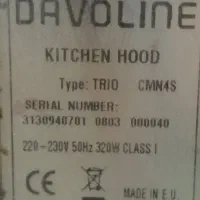 DAVOLINE
KITCHEN HOOD
Type: TRIO CMN4S
SERIAL NUMBER:
3130940701 0803 000040
220-230V 50Hz 320W CLASS I
CE
MADE IN E.U.